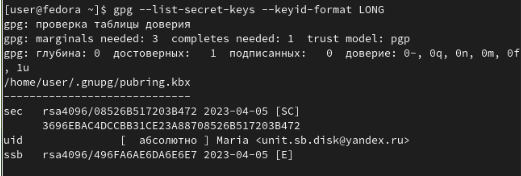 [user@fedora ~]$ gpg --list-secret-keys --keyid-format LONG
gpg: проверка таблицы доверия
gpg: marginals needed: 3  completes needed: 1  trust model: pgp
gpg: глубина: 0  достоверных:   1  подписанных:   0  доверие: 0-, 0q, 0n, 0m, 0f
, 1u
/home/user/.gnupg/pubring.kbx
-----------------------------
sec   rsa4096/08526B517203B472 2023-04-05 [SC]
      3696EBAC4DCCBB31CE23A88708526B517203B472
uid              [  абсолютно ] Maria <unit.sb.disk@yandex.ru>
ssb   rsa4096/496FA6AE6DA6E6E7 2023-04-05 [E]